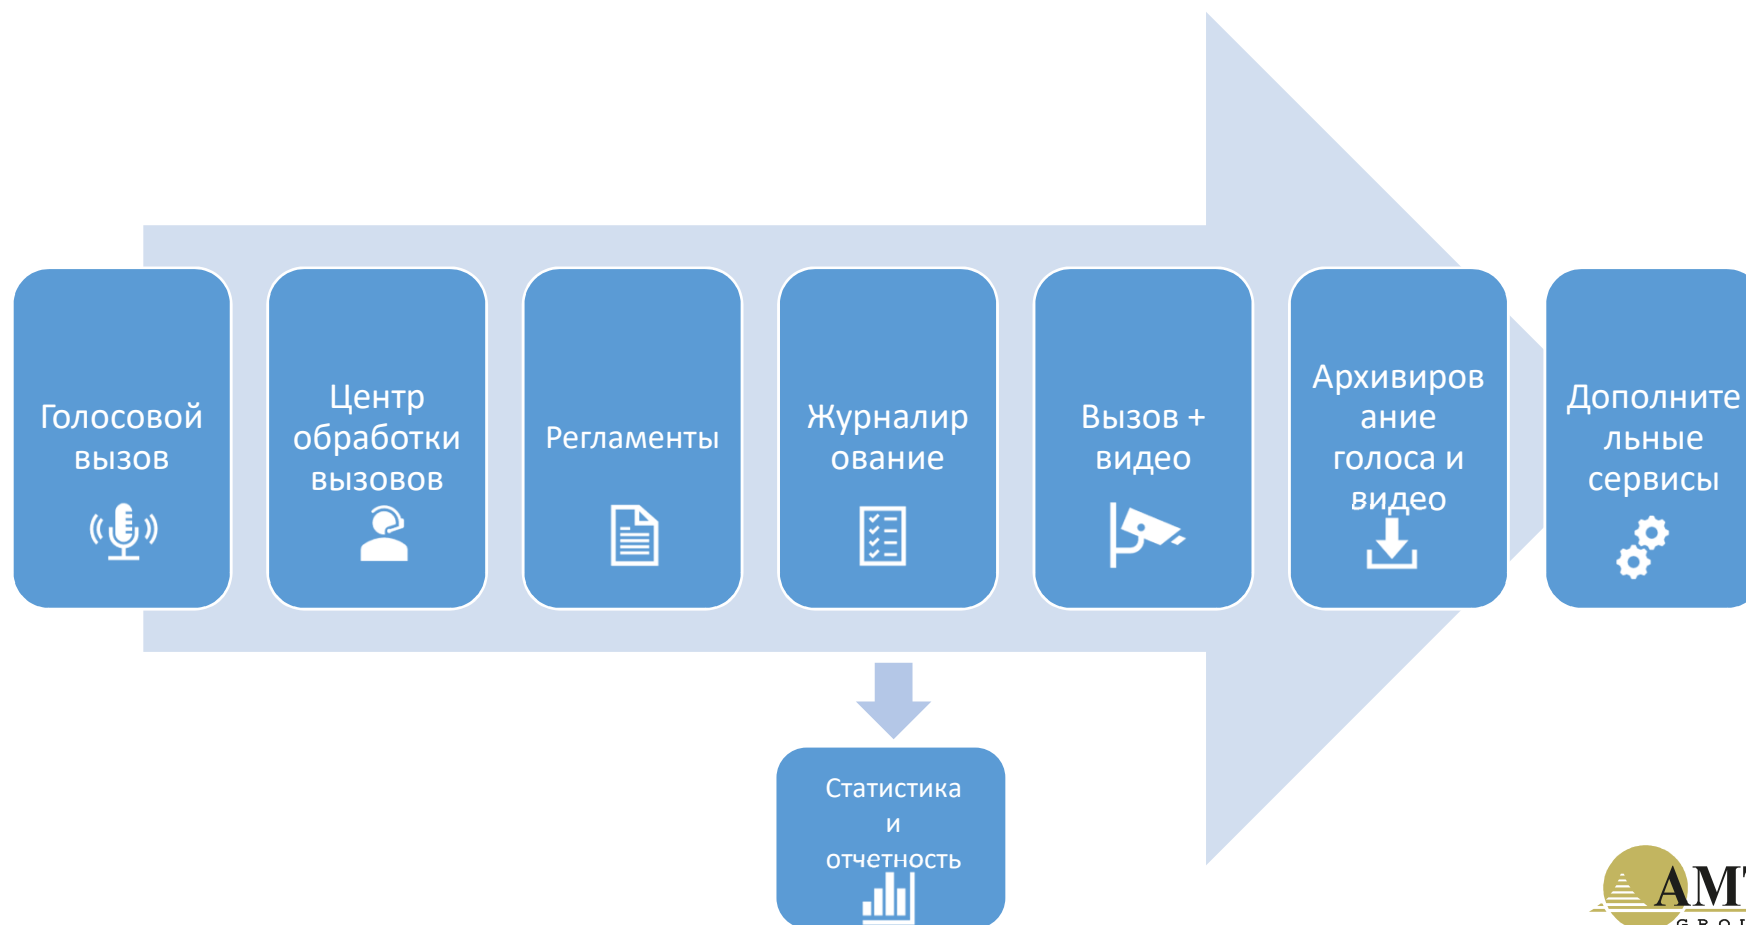 Голосовой
вызов
Центр
обработки
вызовов
Регламенты
Журналир
ование
Вызов +
видео
Архивиров
ание
голоса и
видео
Дополните
льные
сервисы
Статистика
и
отчетность
AMT